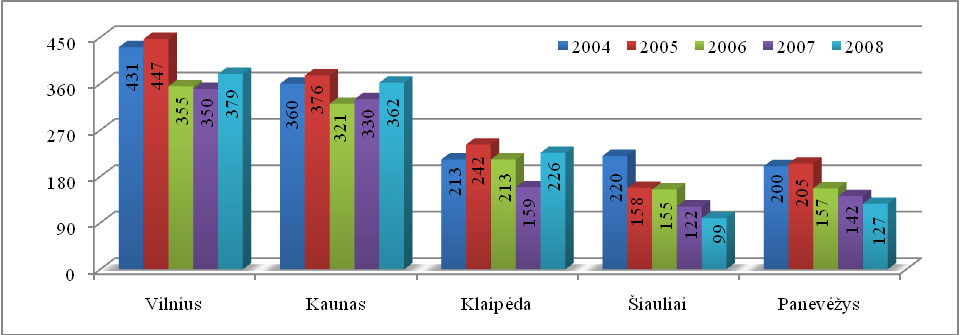 450
360
270
180
90
0
2004 2005 2006 2007 2008
431 447 355 350 379
360 376 321 330 362
213 242 213 159 226
220 158 155 122 99
200 205 157 142 127
Vilnius Kaunas Klaipėda Šiauliai Panevėžys